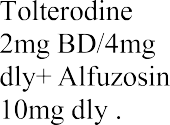 Tolterodine
2mg BD/4mg
dly+ Alfuzosin
10mg dly .